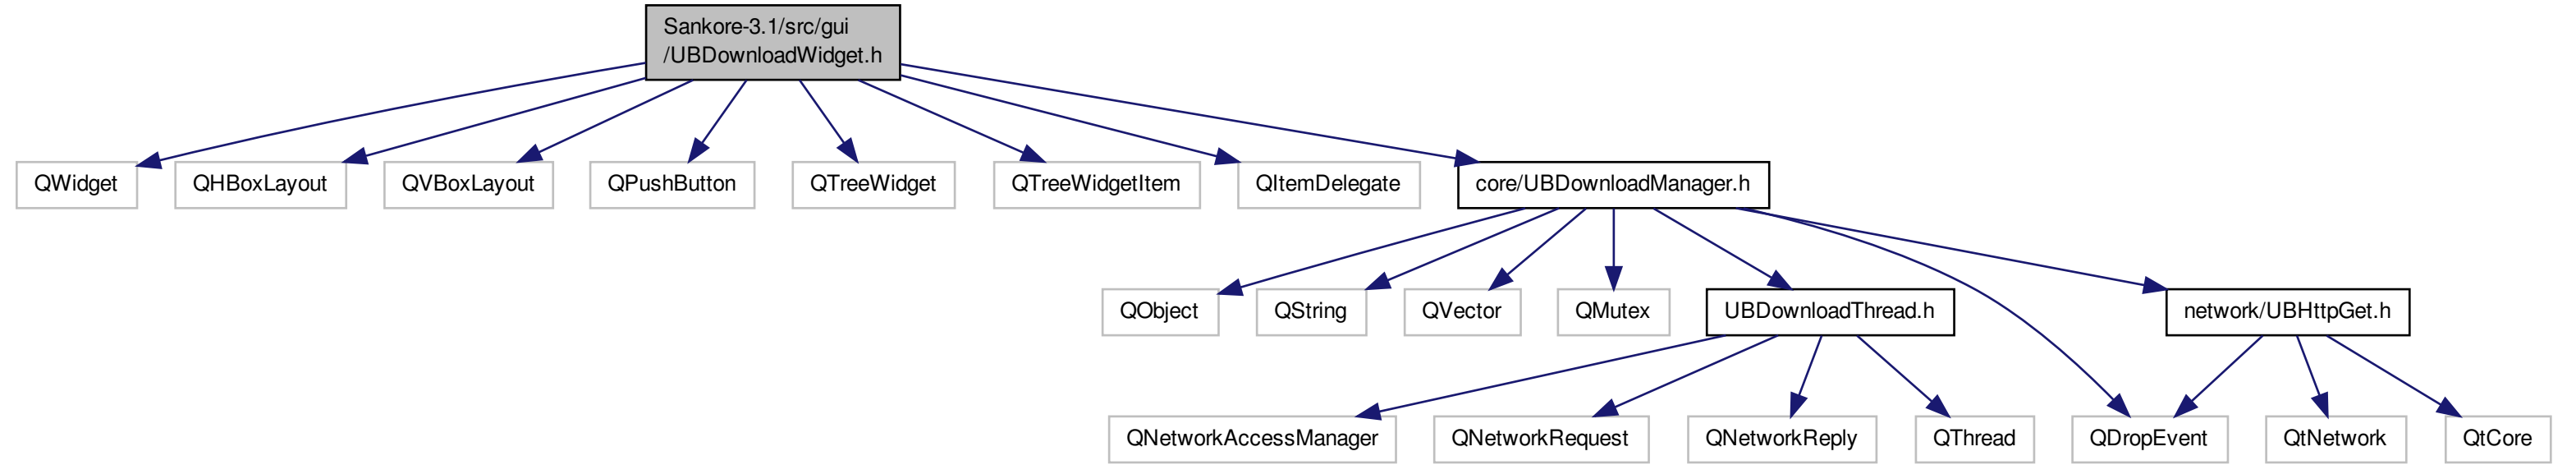 Sankore-3.1/src/gui
/UBDownloadWidget.h
QWidget
QHBoxLayout
QVBoxLayout
QPushButton
QTreeWidget
QTreeWidgetItem
QItemDelegate
core/UBDownloadManager.h
QObject
QString
QVector
QMutex
UBDownloadThread.h
network/UBHttpGet.h
QNetworkAccessManager
QNetworkRequest
QNetworkReply
QThread
QDropEvent
QtNetwork
QtCore